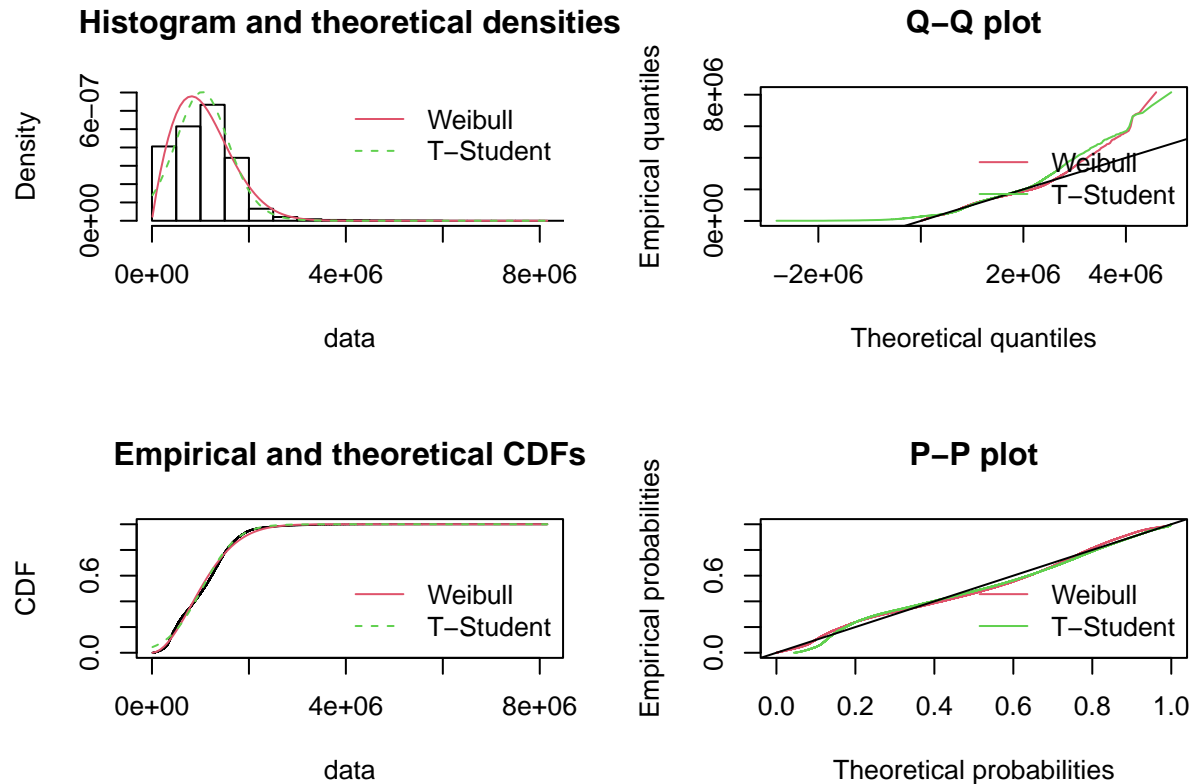 Histogram and theoretical densities
Density
0e+00
6e−07
Weibull
T−Student
0e+00
4e+06
8e+06
data
Q−Q plot
Empirical quantiles
0e+00
8e+06
Weibull
T−Student
−2e+06
2e+06
4e+06
Theoretical quantiles
Empirical and theoretical CDFs
CDF
0.0
0.6
Weibull
T−Student
0e+00
4e+06
8e+06
data
P−P plot
Empirical probabilities
0.0
0.6
Weibull
T−Student
0.0
0.2
0.4
0.6
0.8
1.0
Theoretical probabilities